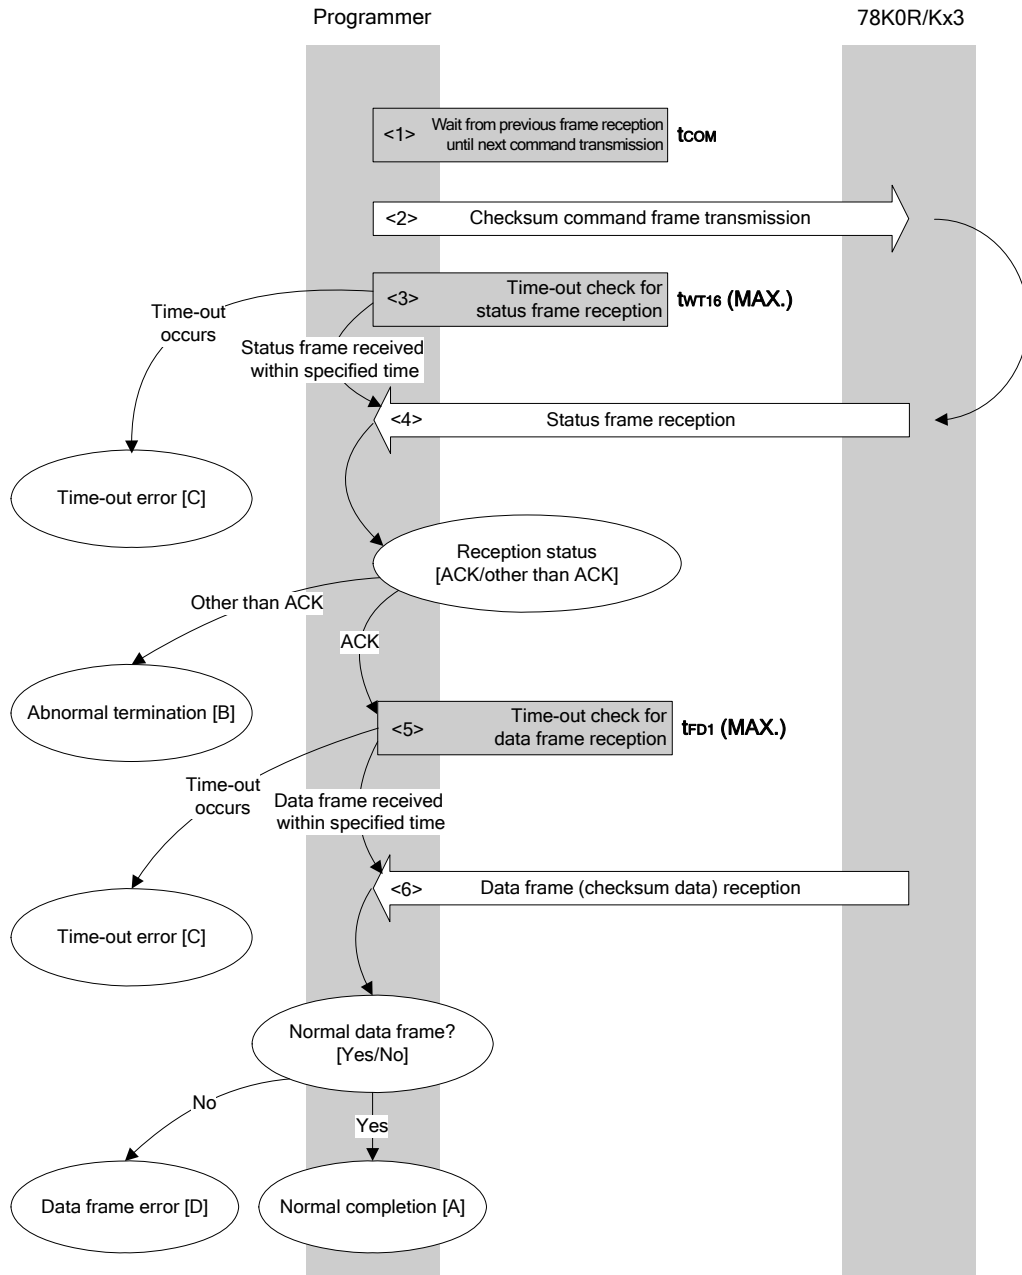 Programmer
78K0R/Kx3
<1>
Wait from previous frame reception
until next command transmission
tCOM
<2>
Checksum command frame transmission
<3>
Time-out check for
status frame reception
tWT16 (MAX.)
Time-out
occurs
Status frame received
within specified time
<4>
Status frame reception
Time-out error [C]
Reception status
[ACK/other than ACK]
Other than ACK
ACK
Abnormal termination [B]
<5>
Time-out check for
data frame reception
tFD1 (MAX.)
Time-out
occurs
Data frame received
within specified time
<6>
Data frame (checksum data) reception
Time-out error [C]
Normal data frame?
[Yes/No]
No
Yes
Data frame error [D]
Normal completion [A]